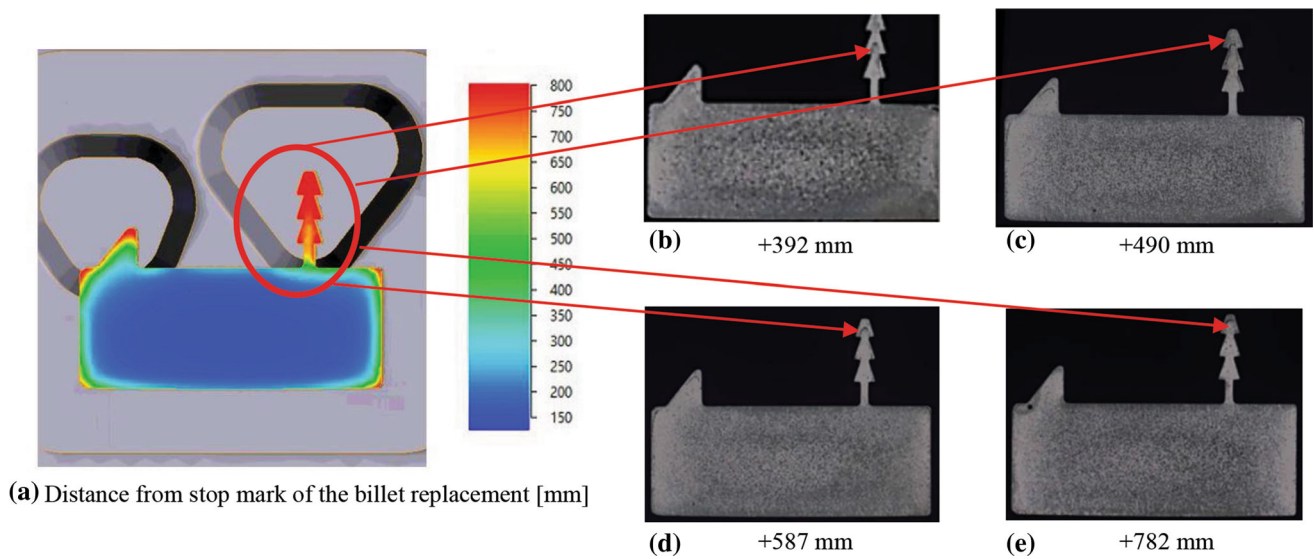 800
750
700
650
600
550
500
450
400
350
300
250
200
150
(a) Distance from stop mark of the billet replacement [mm]
(b) +392 mm
(c) +490 mm
(d) +587 mm
(e) +782 mm